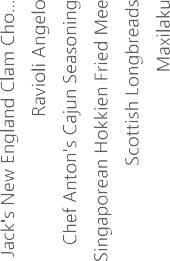 Jack's New England Clam Cho...
Ravioli Angelo
Chef Anton's Cajun Seasoning
Singaporean Hokkien Fried Mee
Scottish Longbreads
Maxilaku